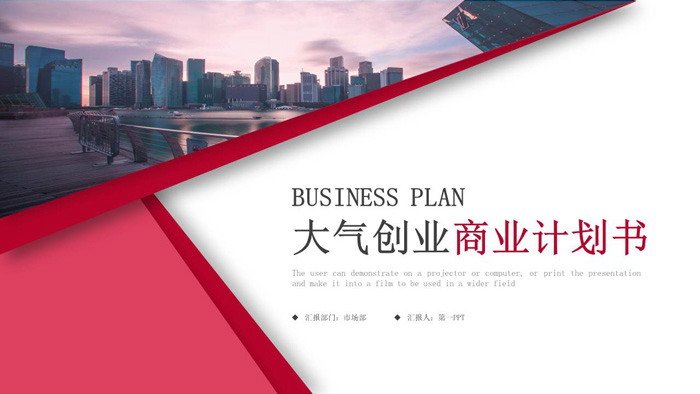 BUSINESS PLAN
大气创业商业计划书
The user can demonstrate on a projector or computer, or print the presentation
and make it into a film to be used in a wider field
◆ 汇报部门：市场部 ◆ 汇报人：第一PPT